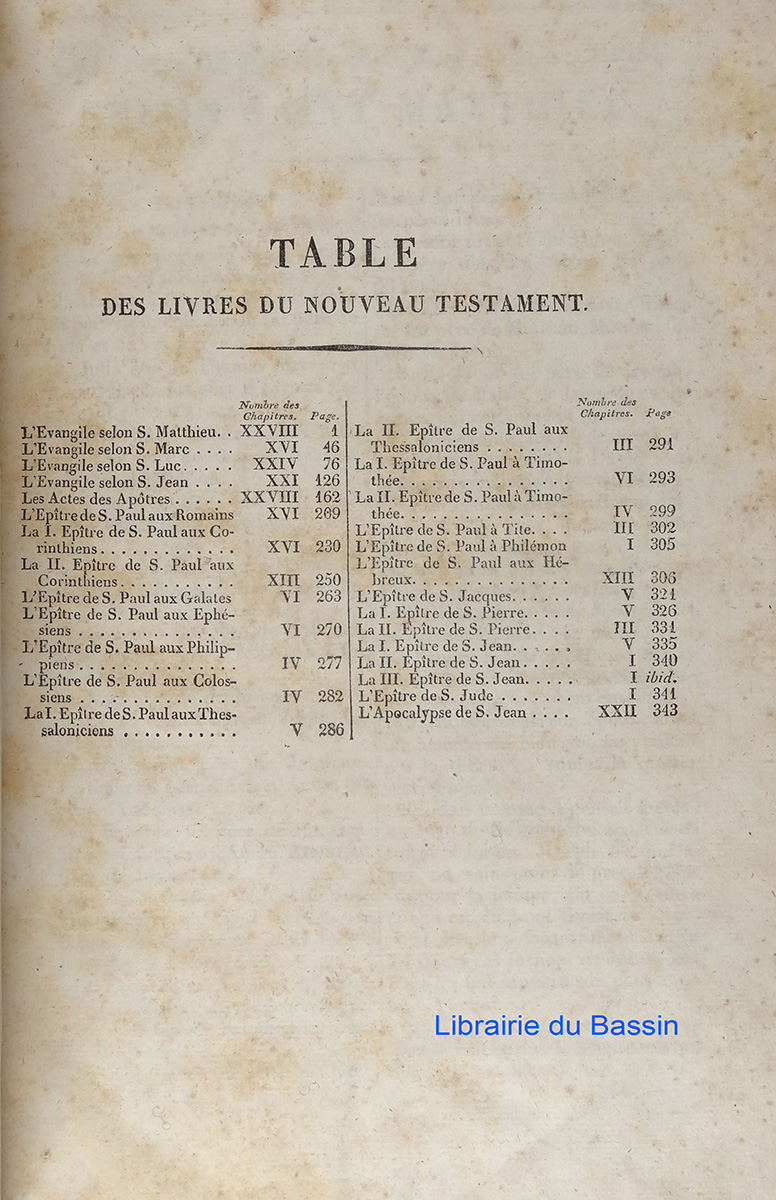 TABLE
DES LIVRES DU NOUVEAU TESTAMENT.
Nombre des
Chapitres. Page.
L'Evangile selon S. Matthieu. . XXVIII 1
L'Evangile selon S. Marc . . . . XVI 46
L'Evangile selon S. Luc. . . . . XXIV 76
L'Evangile selon S. Jean . . . . XXI 126
Les Actes des Apôtres . . . . . . XXVIII 162
L'Epître de S. Paul aux Romains XVI 209
La I. Epître de S. Paul aux Co-
rinthiens. . . . . . . . . . . . . XVI 230
La II. Epître de S. Paul aux
Corinthiens. . . . . . . . . . . XIII 250
L'Epître de S. Paul aux Galates VI 263
L'Epître de S. Paul aux Ephé-
siens . . . . . . . . . . . . . . . VI 270
L'Epître de S. Paul aux Philip-
piens . . . . . . . . . . . . . . . IV 277
L'Epître de S. Paul aux Colos-
siens . . . . . . . . . . . . . . . IV 282
La I. Epître de S. Paul aux Thes-
saloniciens . . . . . . . . . . . V 286
Nombre des
Chapitres. Page
La II. Epître de S. Paul aux
Thessaloniciens . . . . . . . . III 291
La I. Epître de S. Paul à Timo-
thée. . . . . . . . . . . . . . . . VI 293
La II. Epître de S. Paul à Timo-
thée. . . . . . . . . . . . . . . . IV 299
L'Epître de S. Paul à Tite. . . . III 302
L'Epître de S. Paul à Philémon I 305
L'Epître de S. Paul aux Hé-
breux. . . . . . . . . . . . . . . XIII 306
L'Epître de S. Jacques. . . . . . V 321
La I. Epître de S. Pierre. . . . . V 326
La II. Epître de S. Pierre. . . . III 331
La I. Epître de S. Jean. . . . . . V 335
La II. Epître de S. Jean . . . . . I 340
La III. Epître de S. Jean. . . . . I ibid.
L'Epître de S. Jude . . . . . . . I 341
L'Apocalypse de S. Jean . . . . XXII 343
Librairie du Bassin